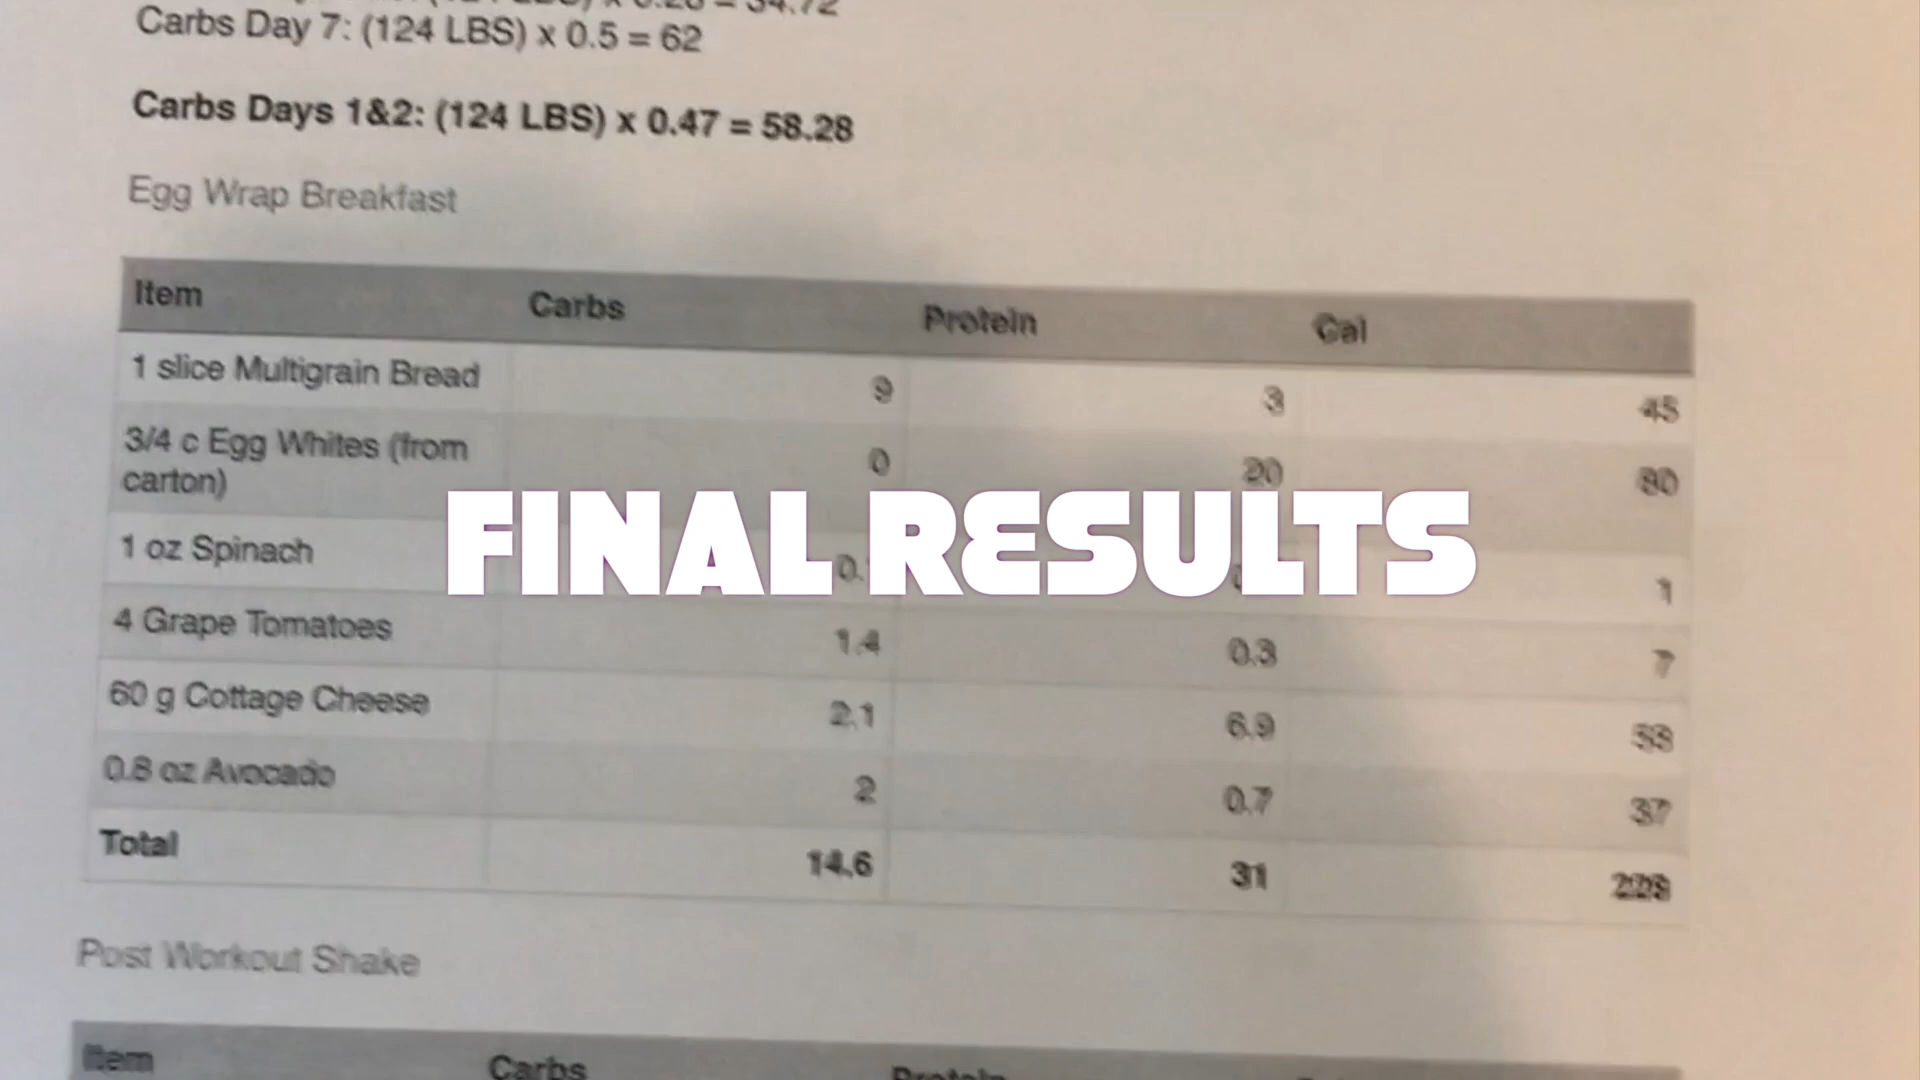 Carbs Day 7: (124 LBS) x 0.5 = 62
Carbs Days 1&2: (124 LBS) x 0.47 = 58.28
Egg Wrap Breakfast
Item Carbs Protein Cal
1 slice Multigrain Bread 9 3 45
3/4 c Egg Whites (from
carton) 0 20 80
1 oz Spinach 1
FINAL RESULTS
4 Grape Tomatoes 1.4 0.3 7
60 g Cottage Cheese 2.1 6.9
0.8 oz Avocado 2 0.7 37
Total 14.6 31
Post Workout Shake
Item Carbs Protein